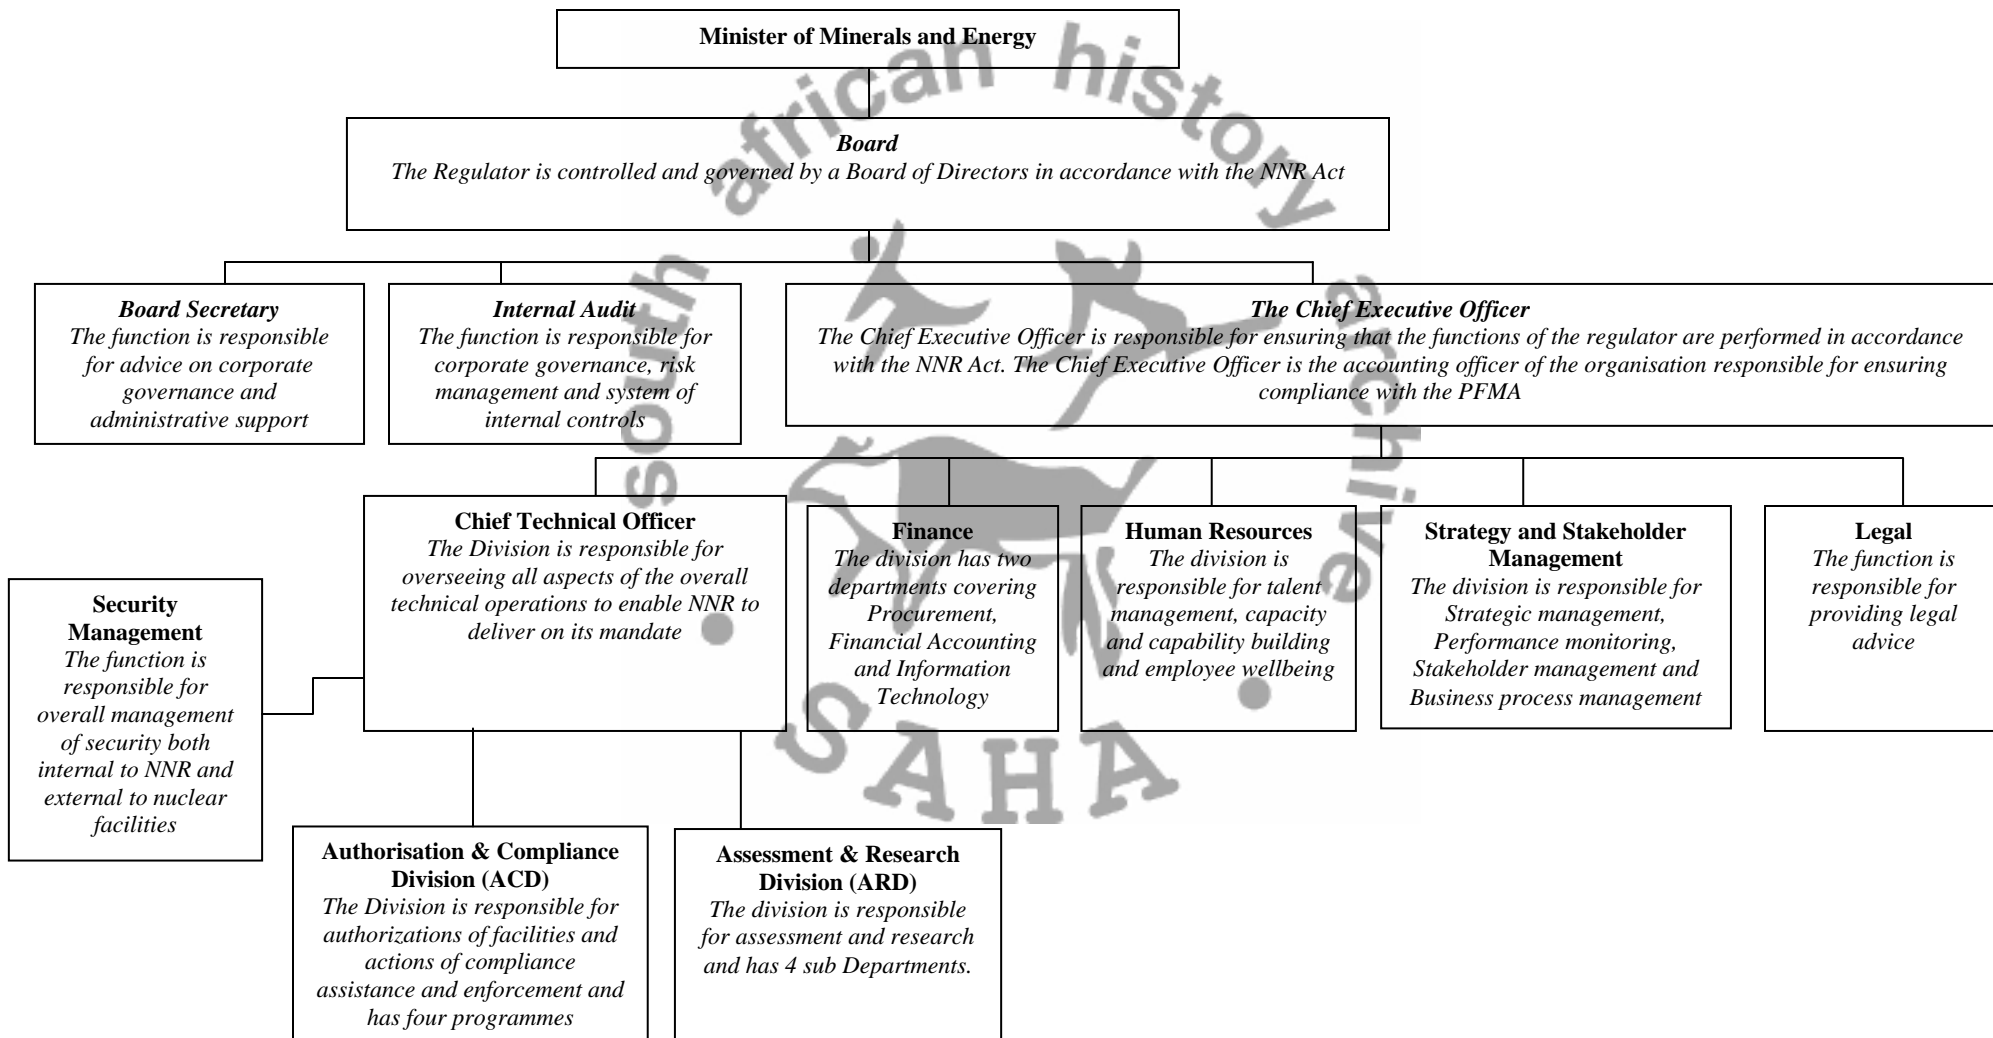 Minister of Minerals and Energy
Board
The Regulator is controlled and governed by a Board of Directors in accordance with the NNR Act
Board Secretary
The function is responsible
for advice on corporate
governance and
administrative support
Internal Audit
The function is responsible for
corporate governance, risk
management and system of
internal controls
The Chief Executive Officer
The Chief Executive Officer is responsible for ensuring that the functions of the regulator are performed in accordance
with the NNR Act. The Chief Executive Officer is the accounting officer of the organisation responsible for ensuring
compliance with the PFMA
Chief Technical Officer
The Division is responsible for
overseeing all aspects of the overall
technical operations to enable NNR to
deliver on its mandate
Finance
The division has two
departments covering
Procurement,
Financial Accounting
and Information
Technology
Human Resources
The division is
responsible for talent
management, capacity
and capability building
and employee wellbeing
Strategy and Stakeholder
Management
The division is responsible for
Strategic management,
Performance monitoring,
Stakeholder management and
Business process management
Legal
The function is
responsible for
providing legal
advice
Security
Management
The function is
responsible for
overall management
of security both
internal to NNR and
external to nuclear
facilities
Authorisation & Compliance
Division (ACD)
The Division is responsible for
authorizations of facilities and
actions of compliance
assistance and enforcement and
has four programmes
Assessment & Research
Division (ARD)
The division is responsible
for assessment and research
and has 4 sub Departments.
south african history archive
SAHA